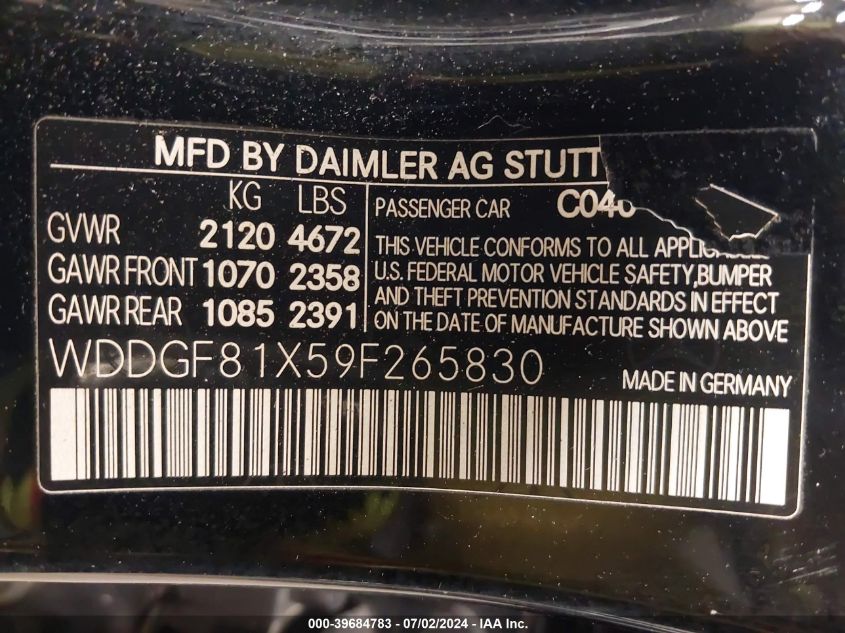 MFD BY DAIMLER AG STUTT
KG LBS
GVWR 2120 4672
GAWR FRONT 1070 2358
GAWR REAR 1085 2391
PASSENGER CAR
THIS VEHICLE CONFORMS TO ALL
U.S. FEDERAL MOTOR VEHICLE SAFETY,BUMPER
AND THEFT PREVENTION STANDARDS IN EFFECT
ON THE DATE OF MANUFACTURE SHOWN ABOVE
WDDGF81X59F265830
MADE IN GERMANY
000-39684783 / 07/02/2024 - IAA Inc.